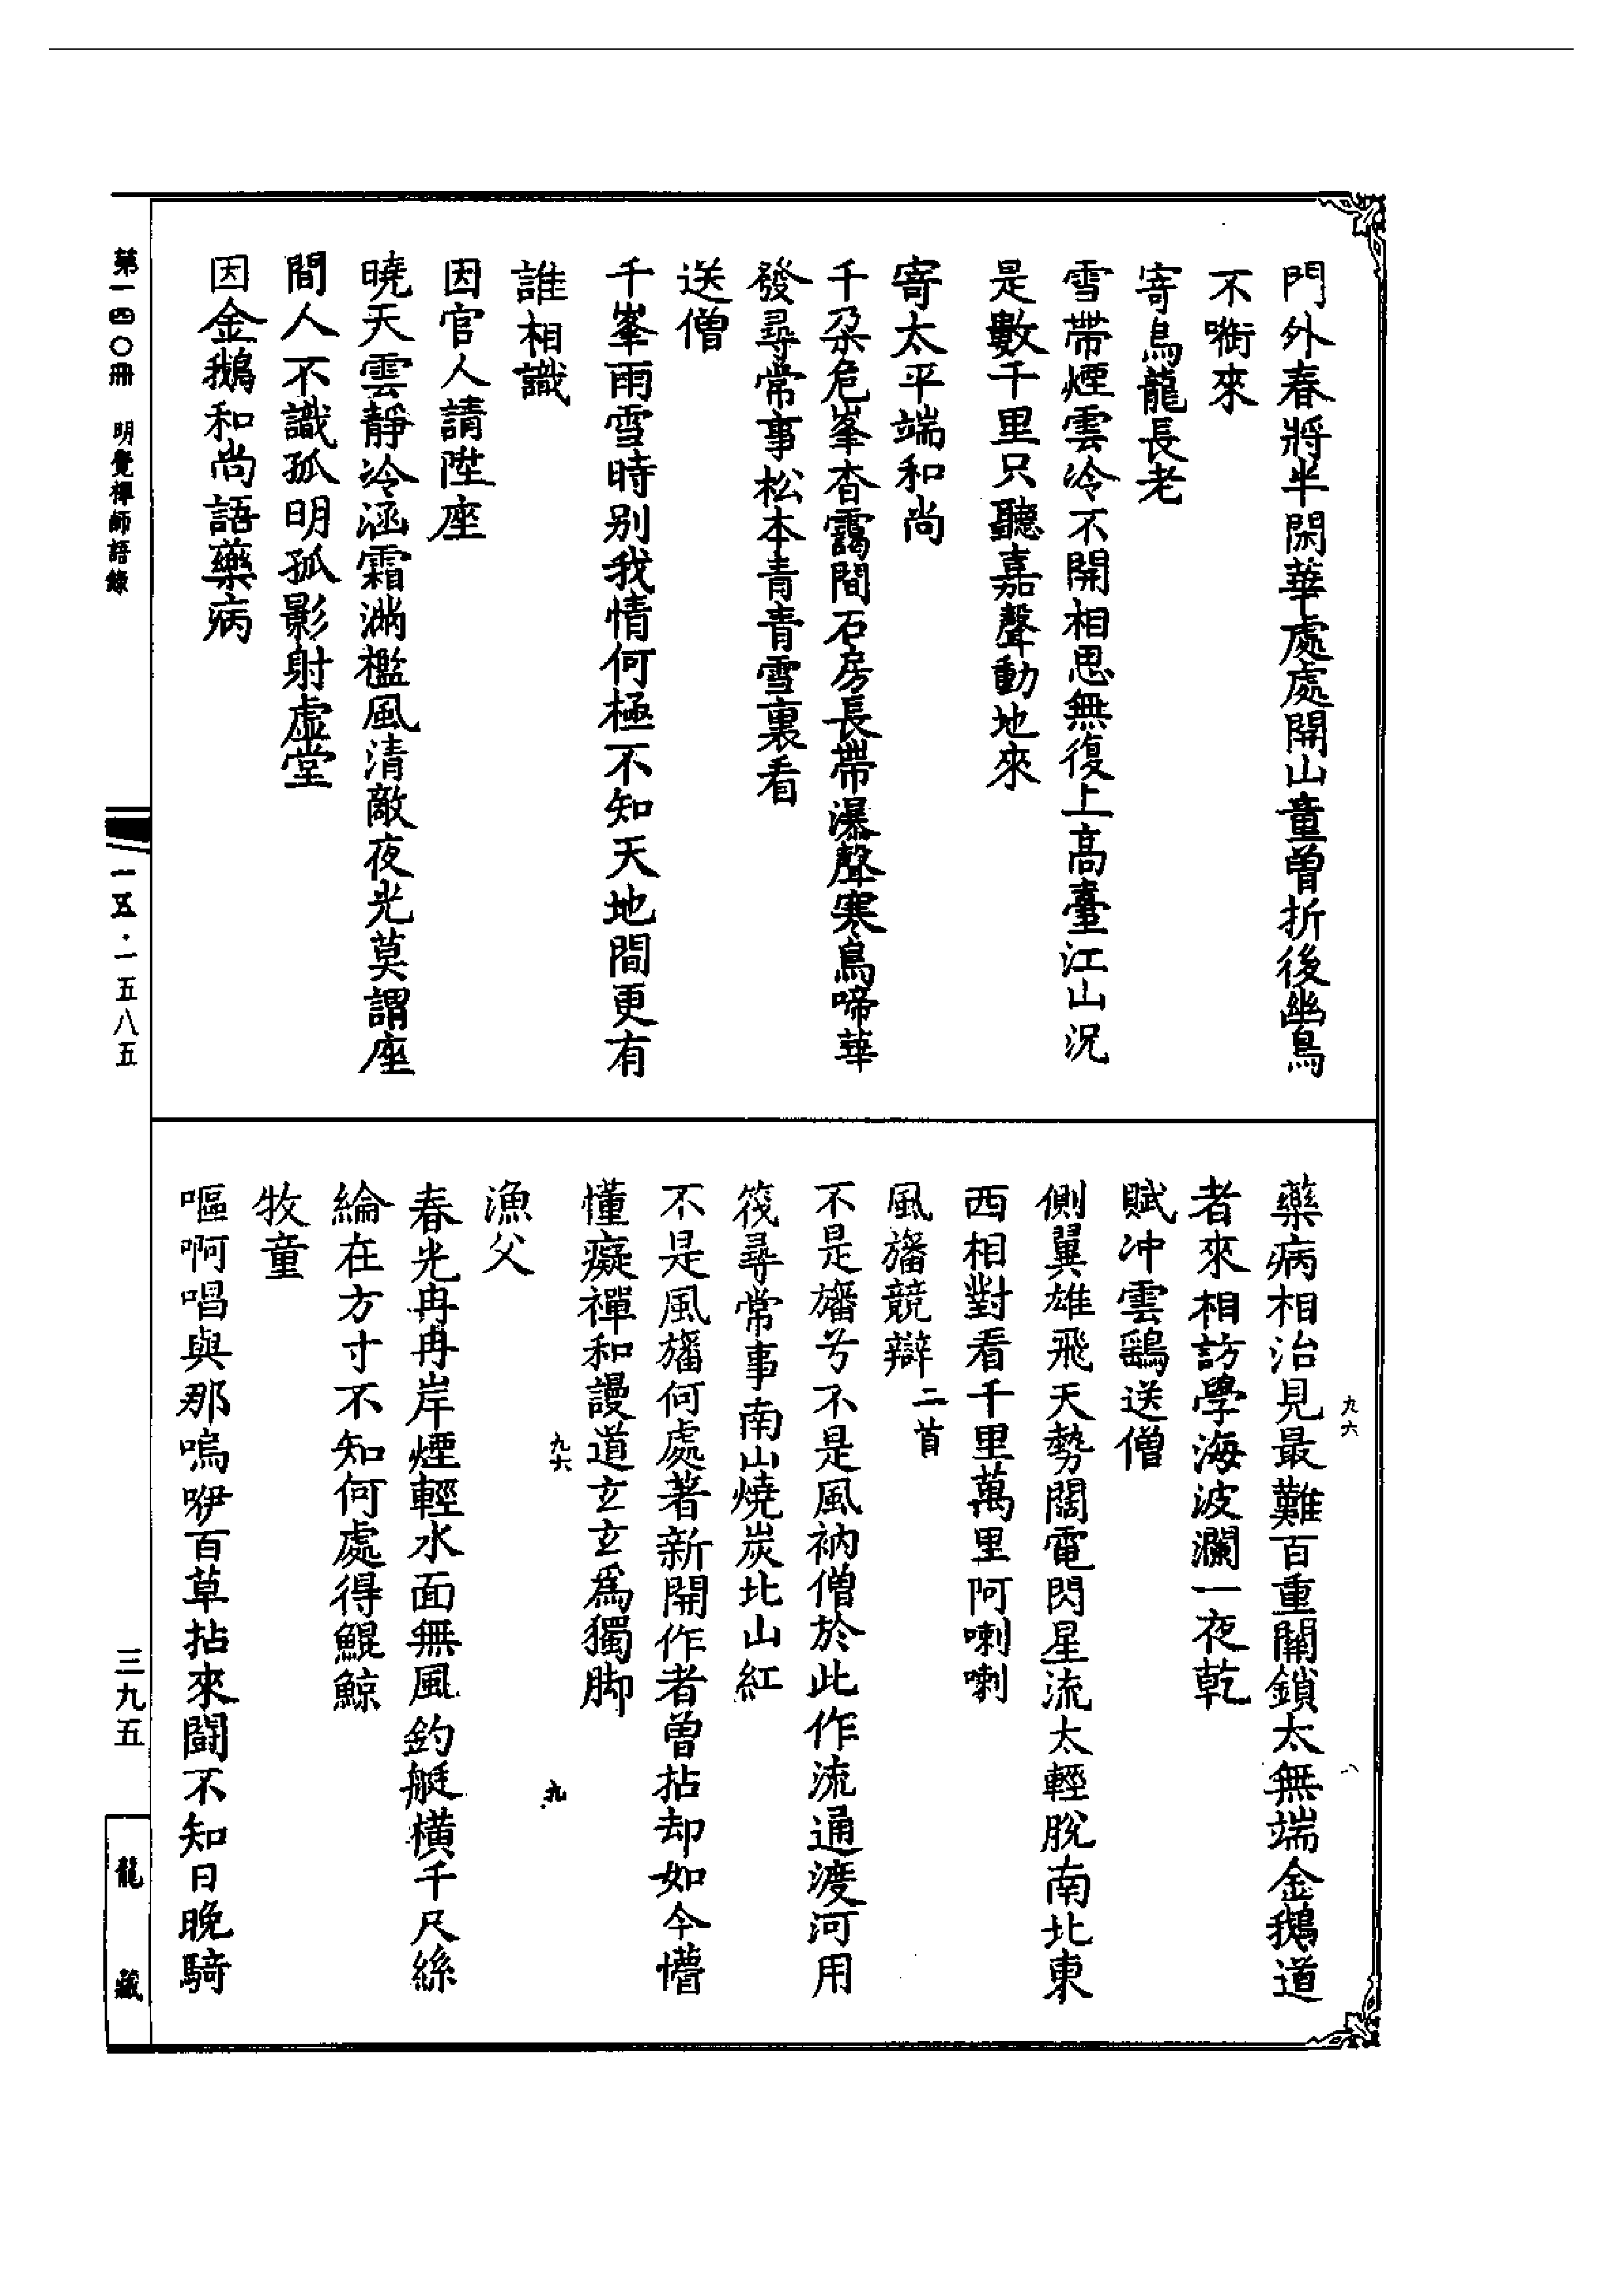 門外春將半閑華處處開山童曾折後幽鳥
不㘅來
寄烏龍長老
雪帶煙雲冷不開相思無復上高臺江山況
是數千里只聽嘉聲動地來
寄太平端和尚
千朶危峯杳靄間石房長帶瀑聲寒鳥啼華
發尋常事松本青青雪裏看
送僧
千峯雨雪時别我情何極不知天地間更有
誰相識
因官人請陞座
曉天雲靜冷涵霜滿檻風清敵夜光莫謂座
間人不識孤明孤影射虛堂
因金鵝和尚語藥病
藥病相治見最難百重關鎖太無端金鵝道
者來相訪學海波瀾一夜乾
賦冲雲鷂送僧
側翼雄飛天勢闊電閃星流太輕脫南北東
西相對看千里萬里阿喇喇
風旛競辯二首
不是旛兮不是風衲僧於此作流通渡河用
筏尋常事南山燒炭北山紅
不是風旛何處著新開作者曾拈却如今懵
懂癡禪和謾道玄玄爲獨脚
漁父
春光冉冉岸煙輕水面無風釣艇横千尺絲
綸在方寸不知何處得鯤鯨
牧童
嘔啊唱與那嗚咿百草拈來鬪不知日晚騎
九六
八
九六
九
第一四〇冊 明覺禪師語錄
一五·一五八五
三九五
龍藏